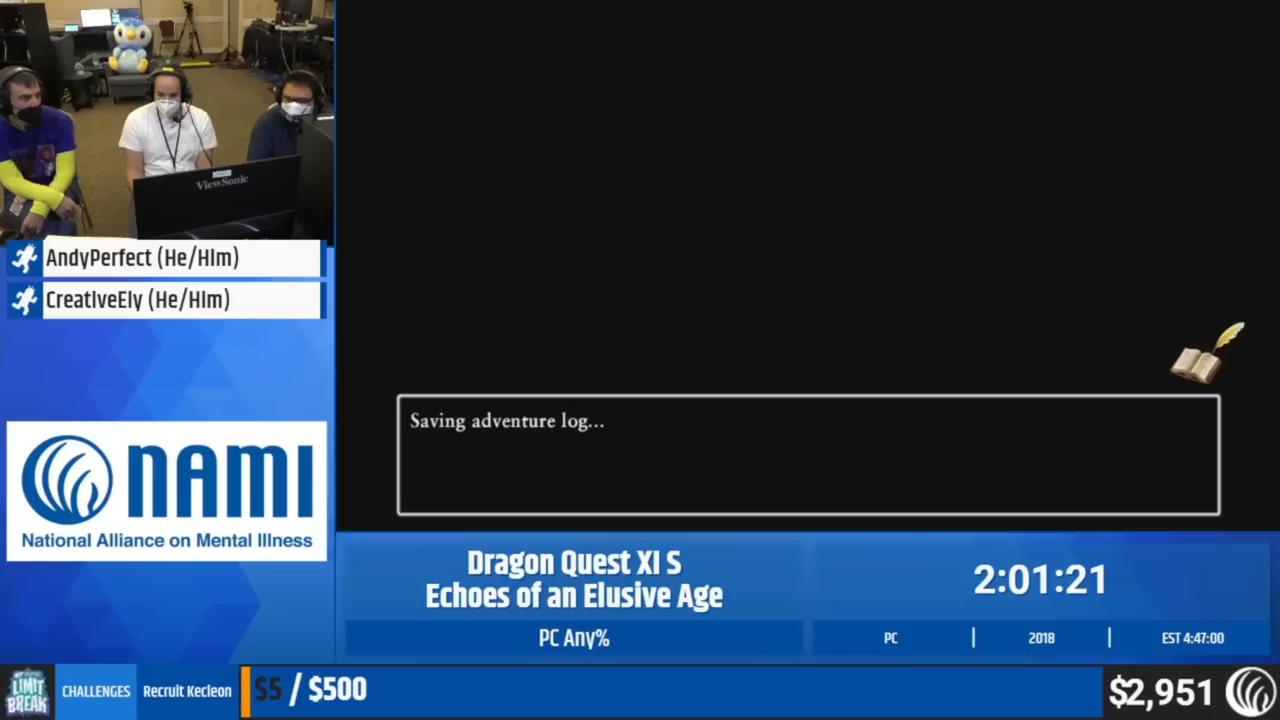 ViewSonic
AndyPerfect (He/HIm)
CreatIveEly (He/HIm)
NAMI
National Alliance on Mental Illness
Saving adventure log...
Dragon Quest XI S
Echoes of an Elusive Age
PC Any%
2:01:21
PC
2018
EST 4:47:00
LIMIT
BREAK
CHALLENGES
Recruit Kecleon
$5 / $500
$2,951